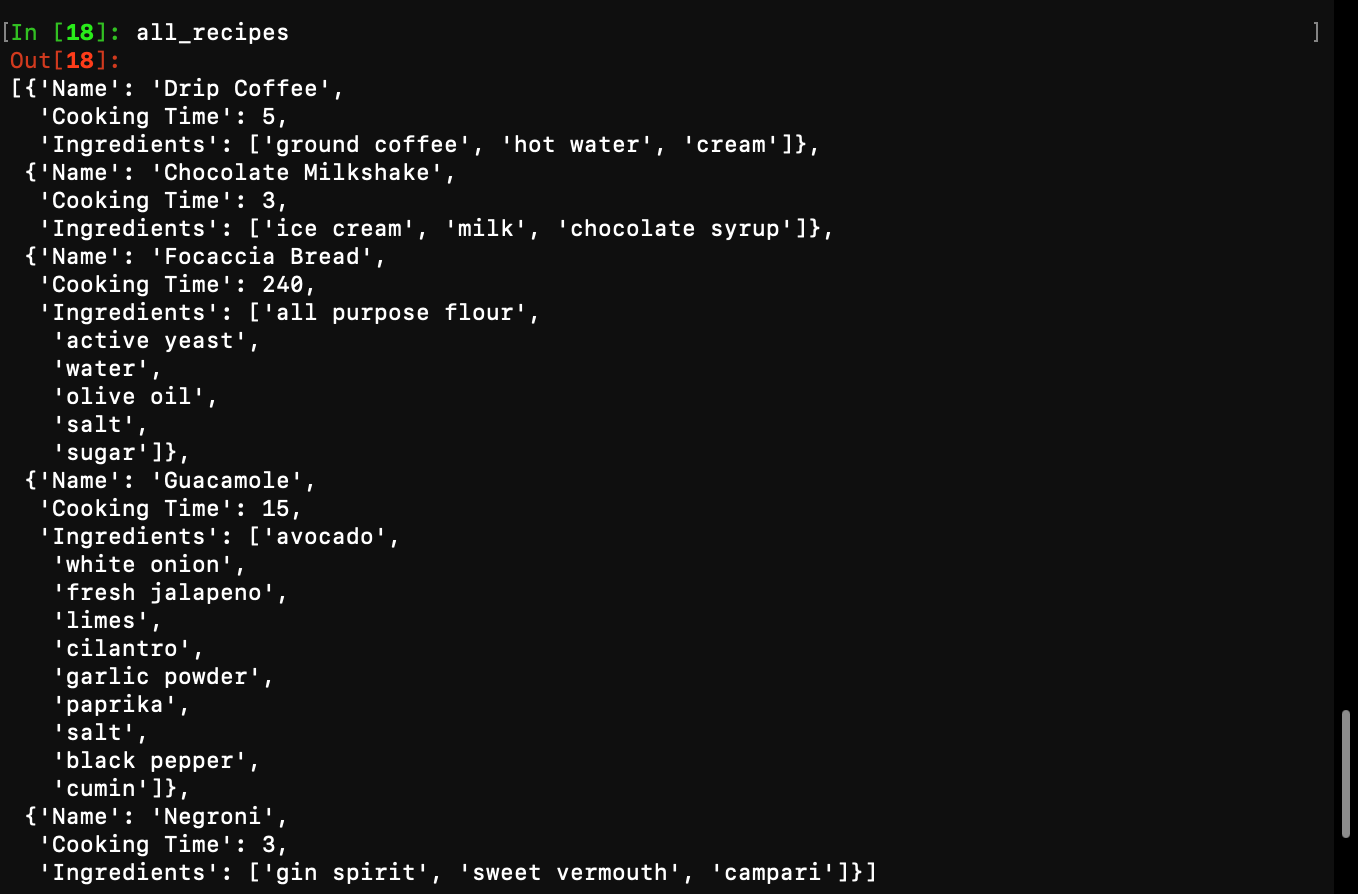 [In [18]: all_recipes ]
Out[18]:
[{'Name': 'Drip Coffee',
  'Cooking Time': 5,
  'Ingredients': ['ground coffee', 'hot water', 'cream']},
 {'Name': 'Chocolate Milkshake',
  'Cooking Time': 3,
  'Ingredients': ['ice cream', 'milk', 'chocolate syrup']},
 {'Name': 'Focaccia Bread',
  'Cooking Time': 240,
  'Ingredients': ['all purpose flour',
   'active yeast',
   'water',
   'olive oil',
   'salt',
   'sugar']},
 {'Name': 'Guacamole',
  'Cooking Time': 15,
  'Ingredients': ['avocado',
   'white onion',
   'fresh jalapeno',
   'limes',
   'cilantro',
   'garlic powder',
   'paprika',
   'salt',
   'black pepper',
   'cumin']},
 {'Name': 'Negroni',
  'Cooking Time': 3,
  'Ingredients': ['gin spirit', 'sweet vermouth', 'campari']}]